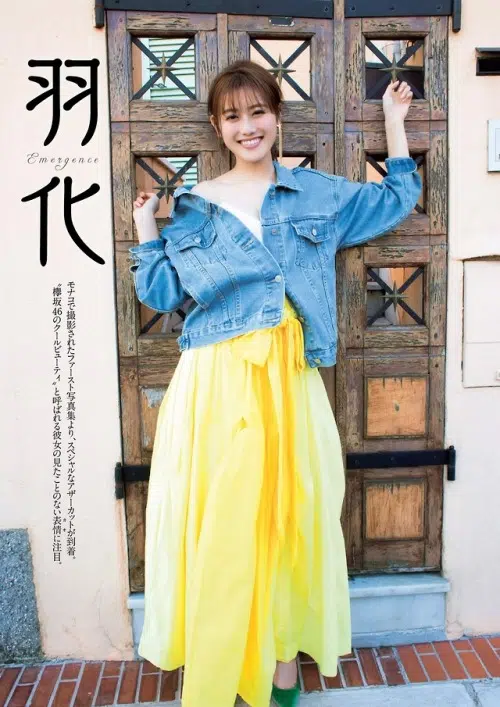 羽化
Emergence
モナコで撮影されたファースト写真集より、スペシャルなアザーカットが到着。
“欅坂46のクールビューティ”と呼ばれる彼女の見たことのない表情に注目。